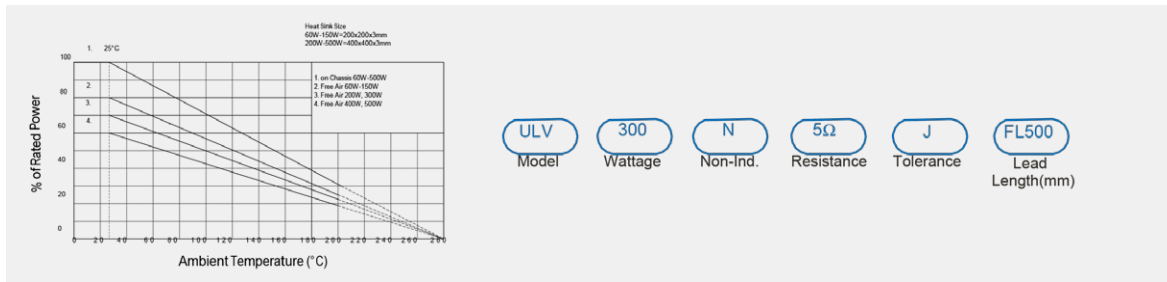 Heat Sink Size
60W-150W=200x200x3mm
200W-500W=400x400x3mm
1. 25°C
100
1. on Chassis 60W-500W
2. Free Air 60W-150W
3. Free Air 200W, 300W
4. Free Air 400W, 500W
2.
80
3.
4.
60
40
20
0
% of Rated Power
0 20 40 60 80 100 120 140 160 180 200 220 240 260 280
Ambient Temperature (°C)
ULV 300 N 5Ω J FL500
Model Wattage Non-Ind. Resistance Tolerance Lead
Length(mm)